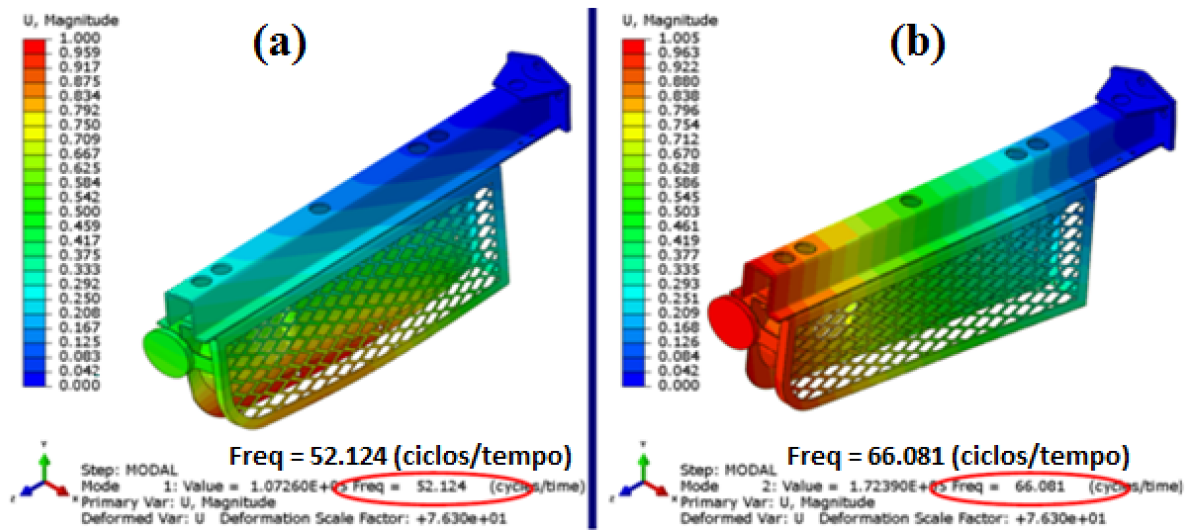 U, Magnitude
1.000
0.959
0.917
0.875
0.834
0.792
0.750
0.709
0.667
0.625
0.584
0.542
0.500
0.459
0.417
0.375
0.333
0.292
0.250
0.208
0.167
0.125
0.083
0.042
0.000
(a)
Freq = 52.124 (ciclos/tempo)
Step: MODAL
Mode 1: Value = 1.07260E+05 Freq = 52.124 (cycles/time)
Primary Var: U, Magnitude
Deformed Var: U Deformation Scale Factor: +7.630e+01
Y
Z
X
U, Magnitude
1.005
0.963
0.922
0.880
0.838
0.796
0.754
0.712
0.670
0.628
0.586
0.545
0.503
0.461
0.419
0.377
0.335
0.293
0.251
0.209
0.168
0.126
0.084
0.042
0.000
(b)
Freq = 66.081 (ciclos/tempo)
Step: MODAL
Mode 2: Value = 1.72390E+05 Freq = 66.081 (cycles/time)
Primary Var: U, Magnitude
Deformed Var: U Deformation Scale Factor: +7.630e+01
Y
Z
X